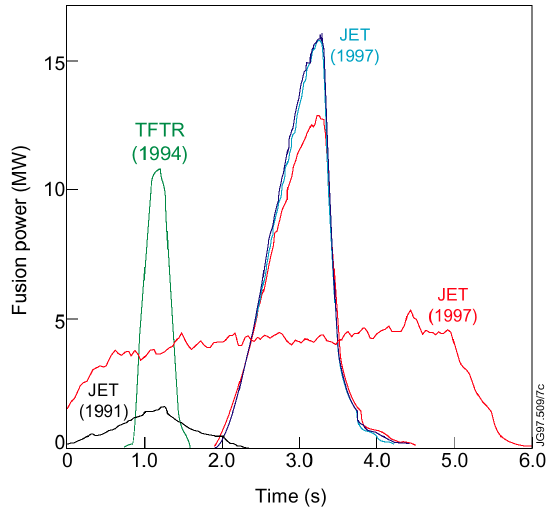 JET
(1997)
15
TFTR
(1994)
10
Fusion power (MW)
JET
(1997)
5
JET
(1991)
0
0
1.0
2.0
3.0
4.0
5.0
6.0
Time (s)
JG97.509/7c